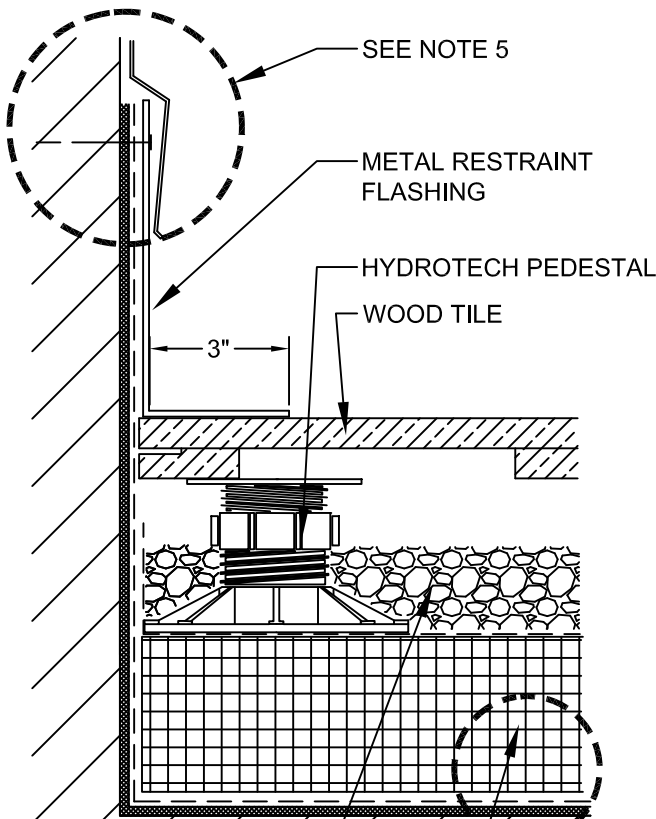 SEE NOTE 5
METAL RESTRAINT
FLASHING
HYDROTECH PEDESTAL
WOOD TILE
3"